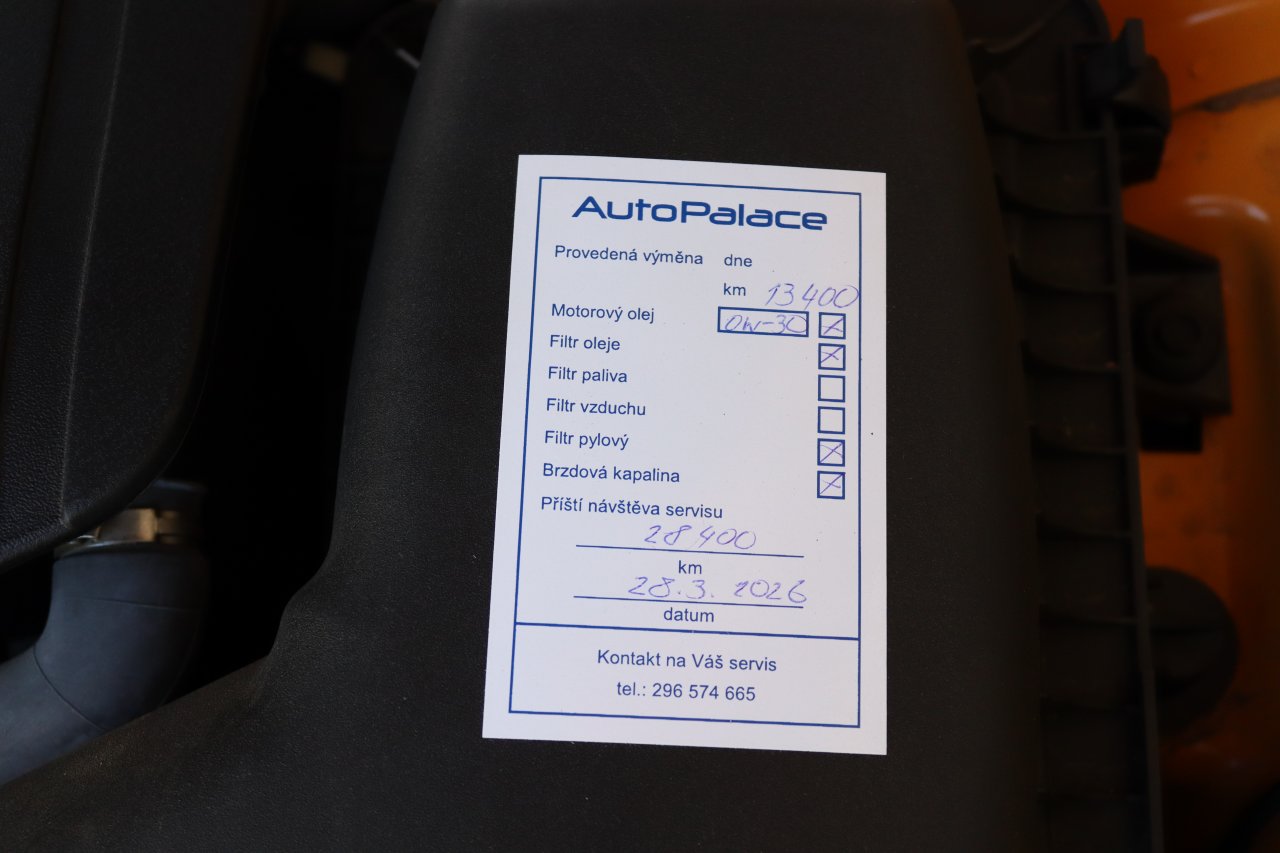 AutoPalace
Provedená výměna dne
km 13 400
Motorový olej 0W-30
Filtr oleje
Filtr paliva
Filtr vzduchu
Filtr pylový
Brzdová kapalina
Příští návštěva servisu
28 400
km
28.3. 2026
datum
Kontakt na Váš servis
tel.: 296 574 665